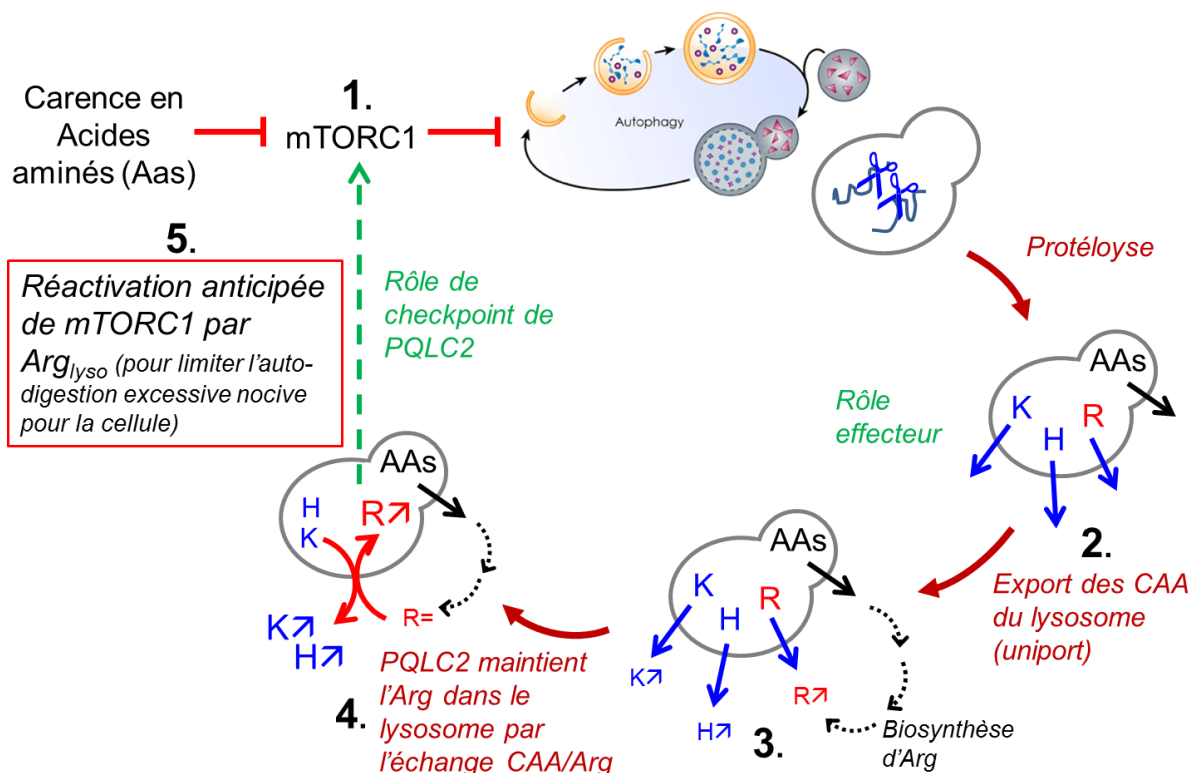 Carence en
Acides
aminés (Aas)
1.
mTORC1
Autophagy
Protéloyse
5.
Réactivation anticipée
de mTORC1 par
Arglyso (pour limiter l'auto-
digestion excessive nocive
pour la cellule)
Rôle de
checkpoint de
PQLC2
Rôle
effecteur
AAs
K
H
R
2.
Export des CAA
du lysosome
(uniport)
AAs
K
H
R
K↗
H↗
R↗
3.
Biosynthèse
d'Arg
AAs
H
K
R↗
R=
K↗
H↗
4.
PQLC2 maintient
l'Arg dans le
lysosome par
l'échange CAA/Arg